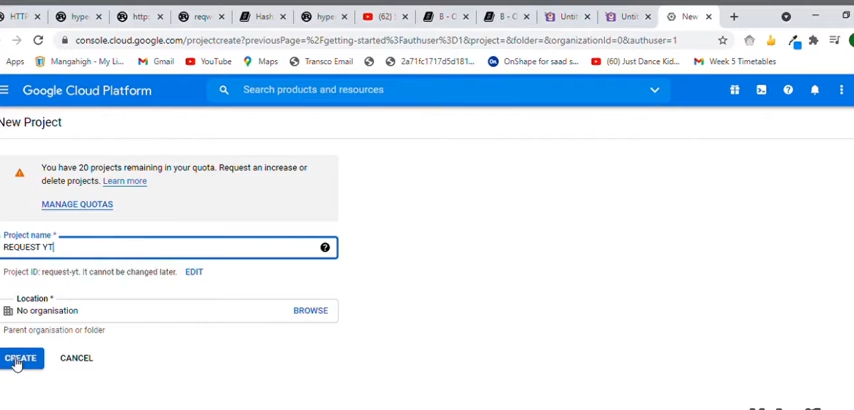 HTTP
hype
https:
reqw
Hash
hype
(62)
B - O
B - O
Untit
Untit
New
console.cloud.google.com/projectcreate?previousPage=%2Fgetting-started%3Fauthuser%3D1&project=&folder=&organizationId=0&authuser=1
Apps Mangahigh - My Li... Gmail YouTube Maps Transco Email 2a71fc1717d5d181... OnShape for saad s... (60) Just Dance Kid... Week 5 Timetables
Google Cloud Platform Search products and resources
New Project
You have 20 projects remaining in your quota. Request an increase or
delete projects. Learn more
MANAGE QUOTAS
Project name *
REQUEST YT
Project ID: request-yt. It cannot be changed later. EDIT
Location *
No organisation BROWSE
Parent organisation or folder
CREATE CANCEL